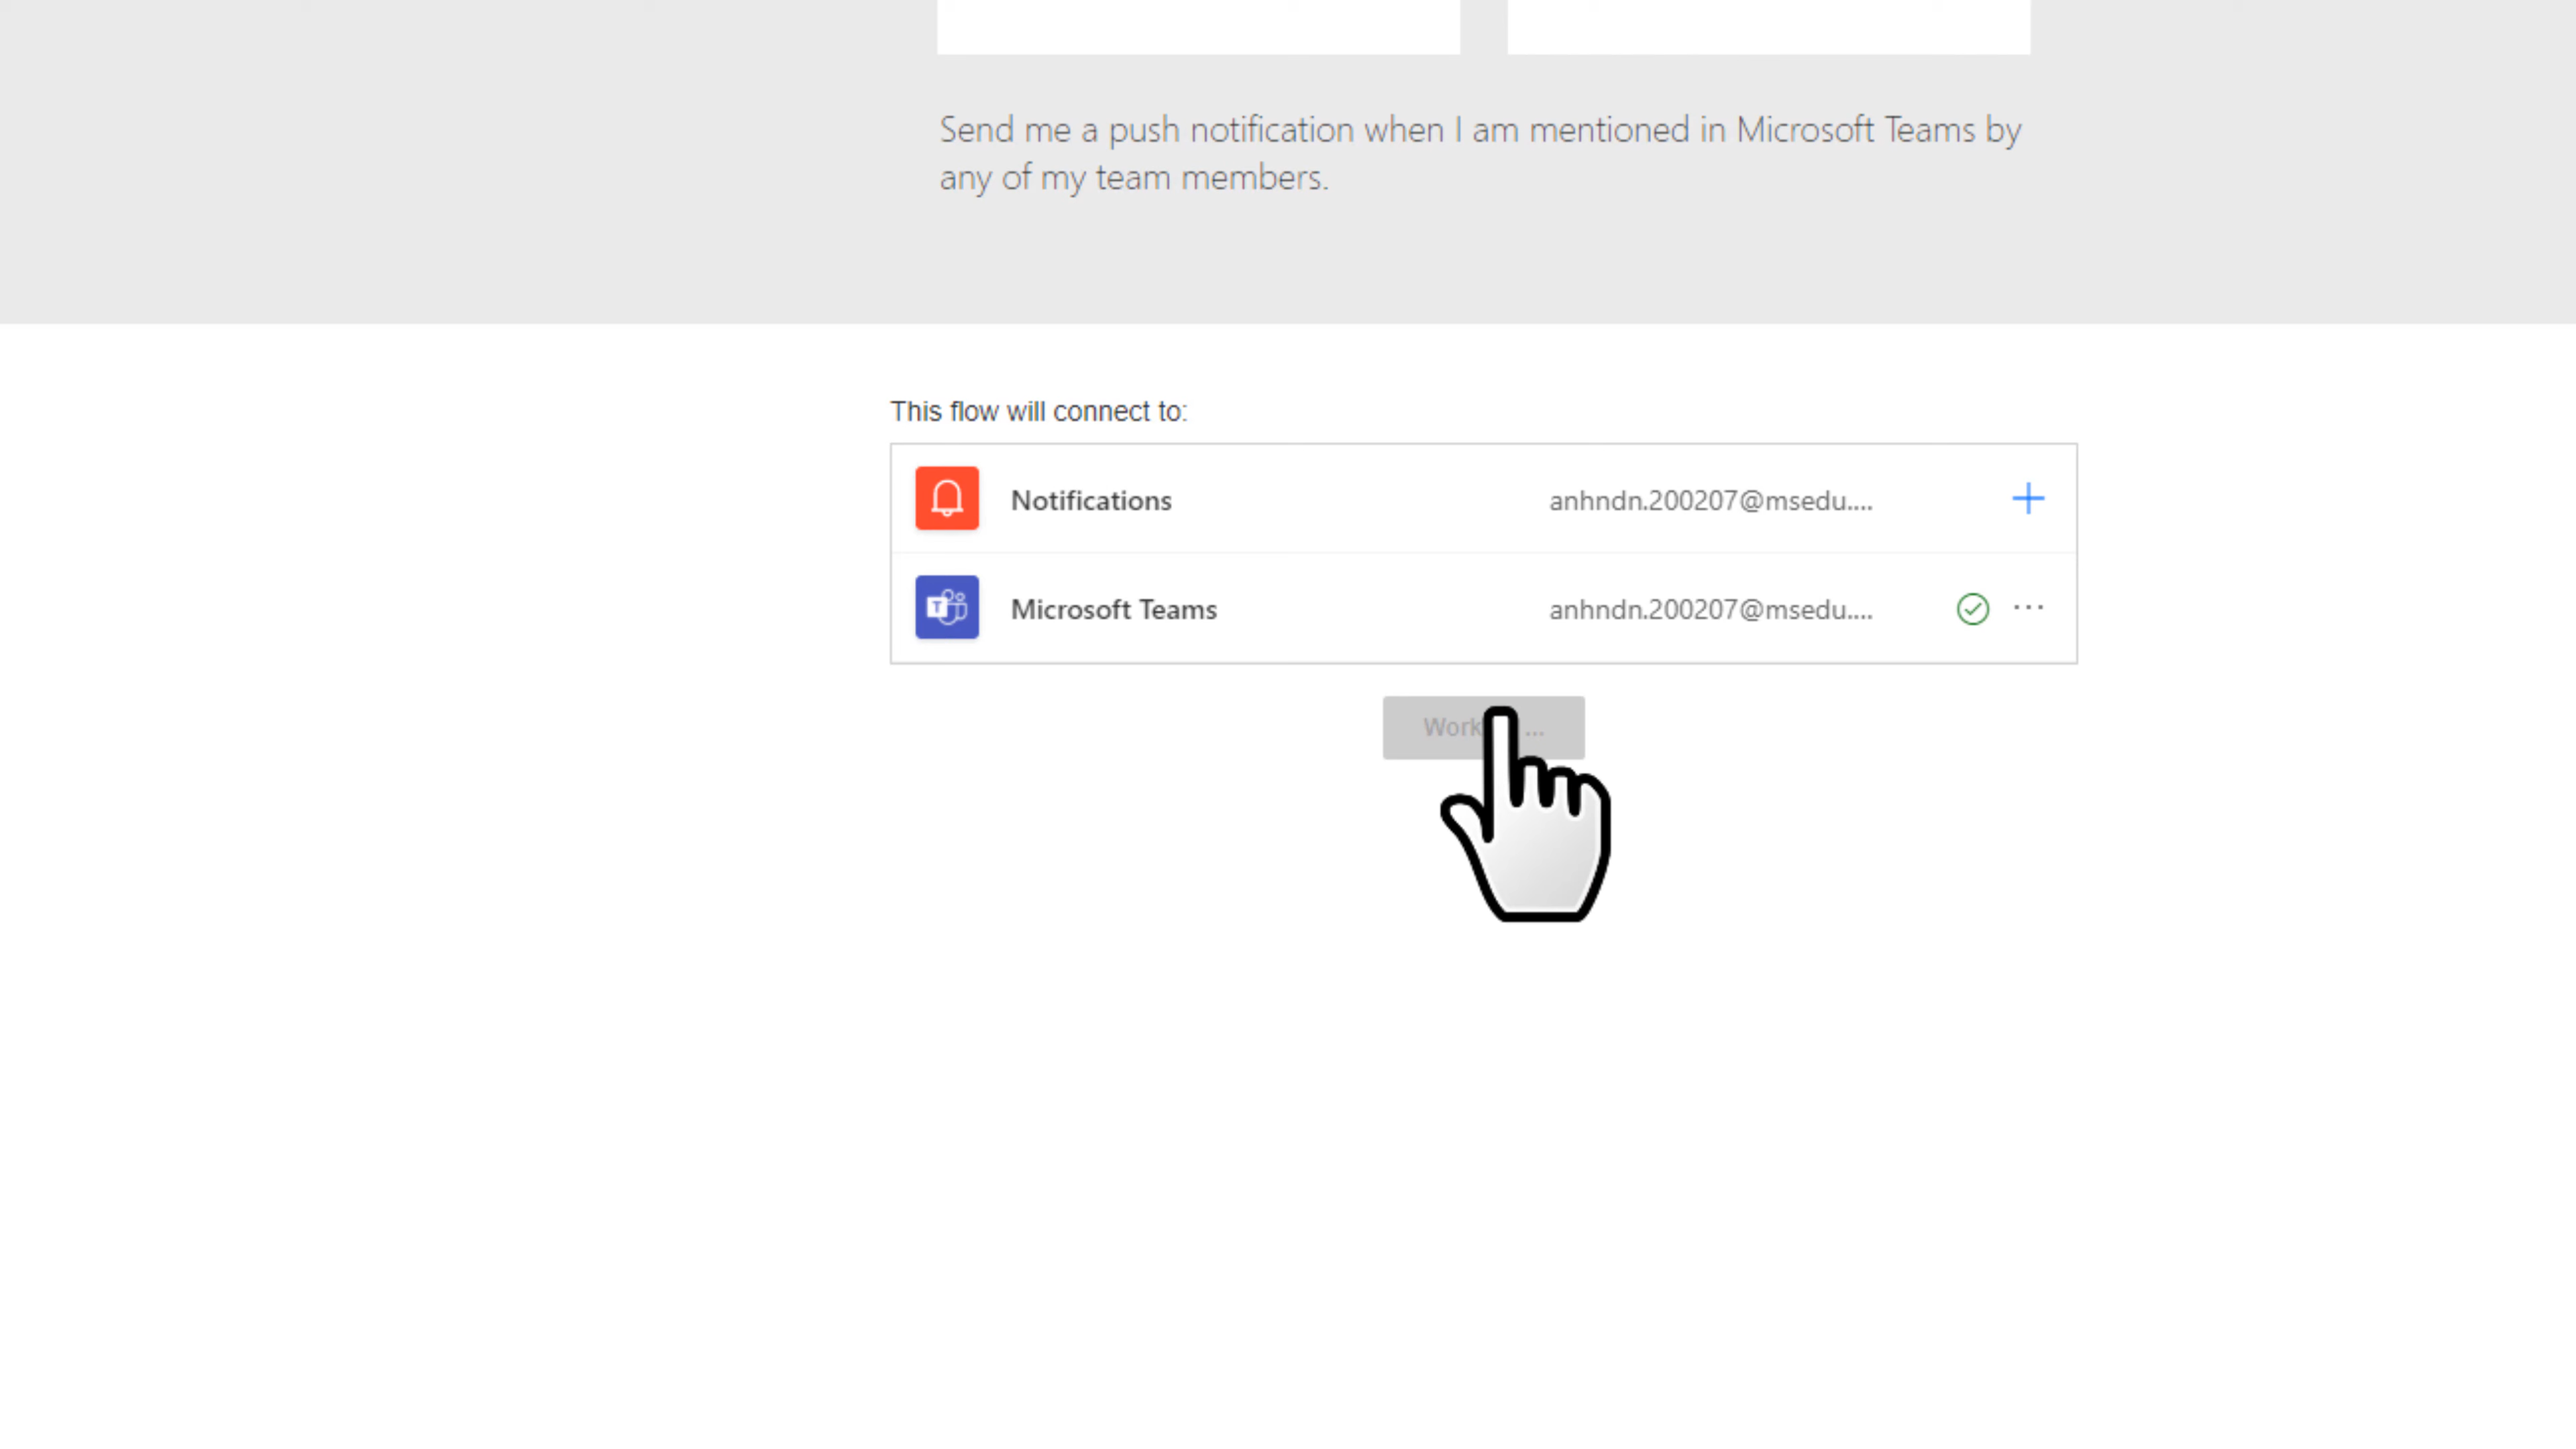 Send me a push notification when I am mentioned in Microsoft Teams by
any of my team members.
This flow will connect to:
Notifications anhndn.200207@msedu....
Microsoft Teams anhndn.200207@msedu....